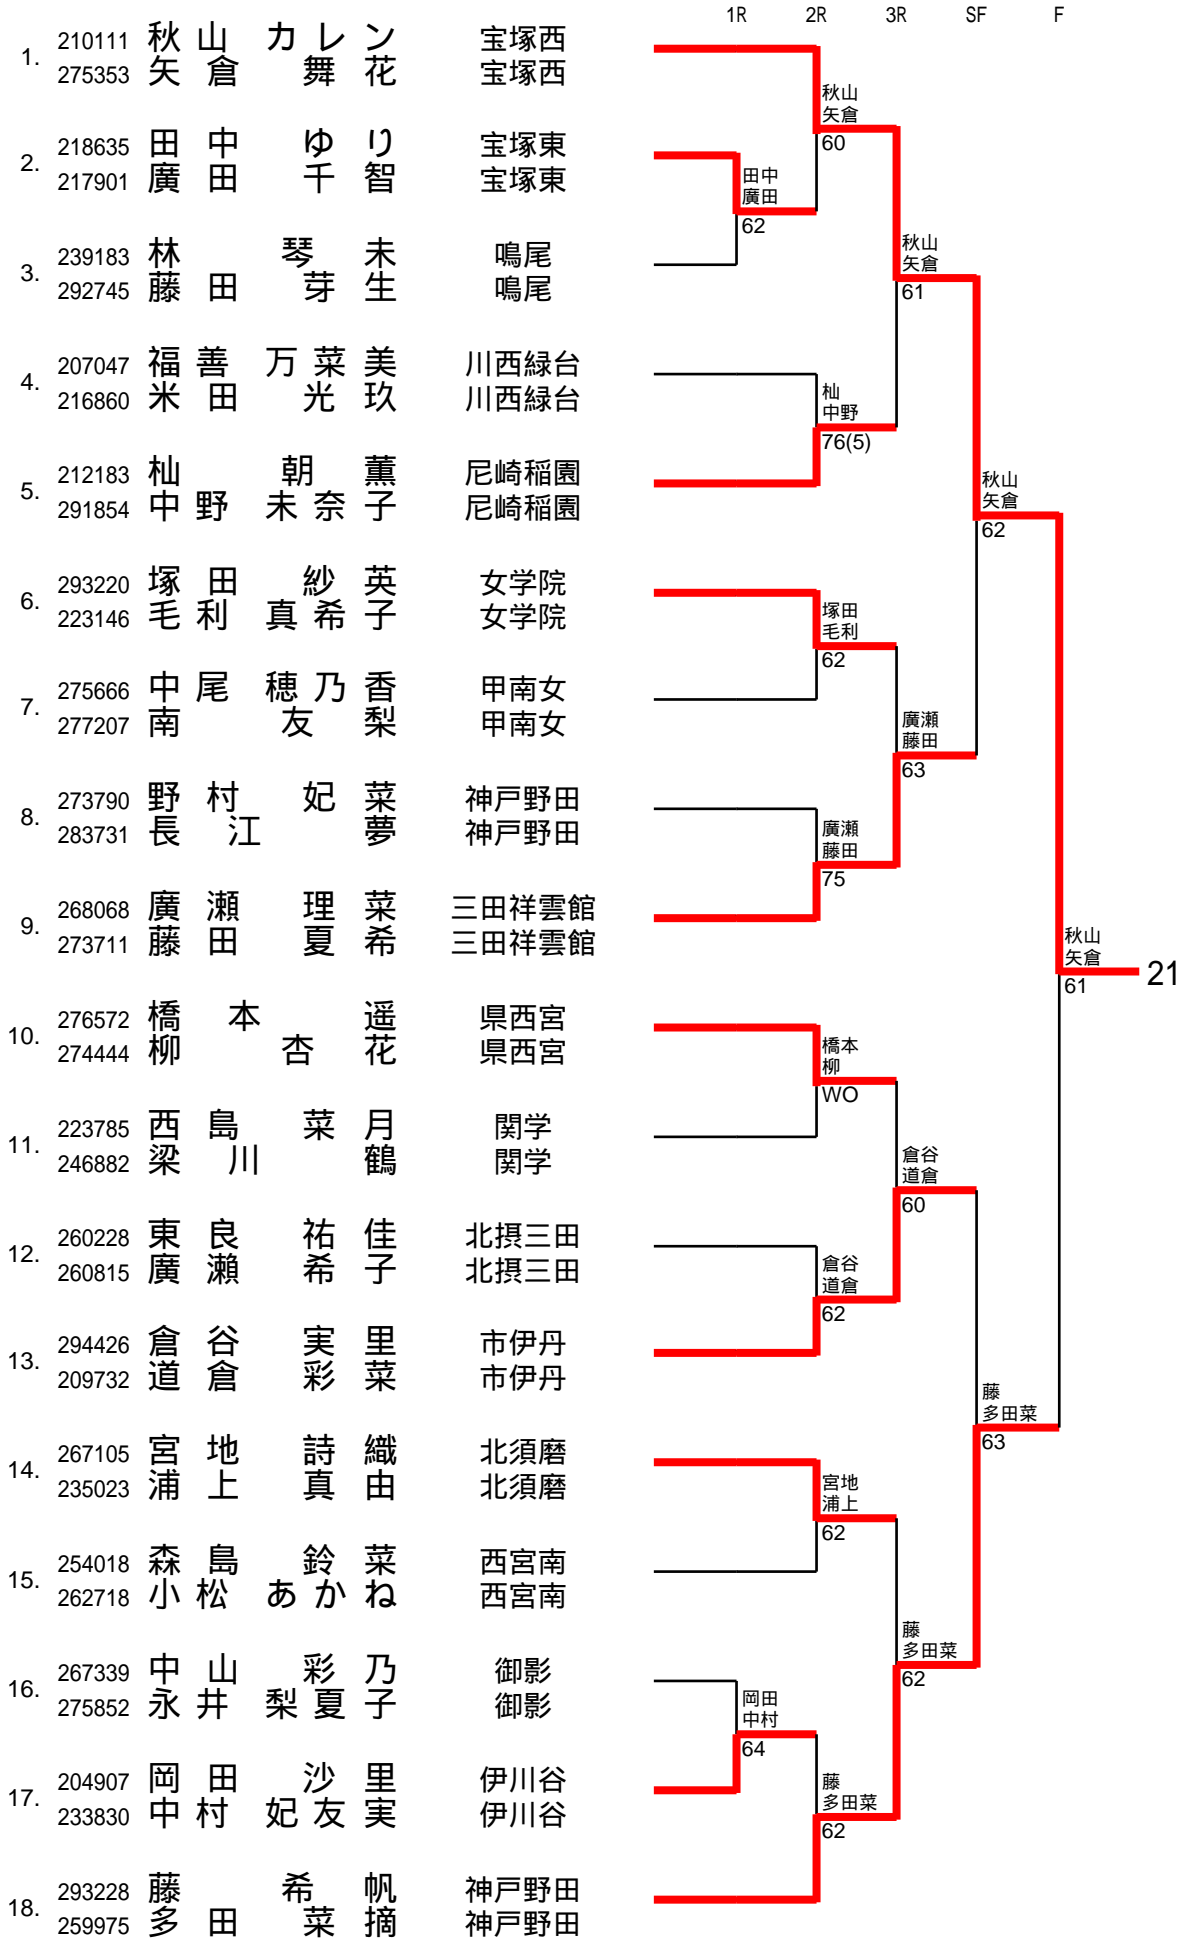 1R 2R 3R SF F
1. 210111 秋山 カレン 宝塚西
275353 矢倉 舞花 宝塚西
2. 218635 田中 ゆり 宝塚東
217901 廣田 千智 宝塚東
3. 239183 林 琴未 鳴尾
292745 藤田 芽生 鳴尾
4. 207047 福善 万菜美 川西緑台
216860 米田 光玖 川西緑台
5. 212183 杣 朝薫 尼崎稲園
291854 中野 未奈子 尼崎稲園
6. 293220 塚田 紗英 女学院
223146 毛利 真希子 女学院
7. 275666 中尾 穂乃香 甲南女
277207 南 友梨 甲南女
8. 273790 野村 妃菜 神戸野田
283731 長江 夢 神戸野田
9. 268068 廣瀬 理菜 三田祥雲館
273711 藤田 夏希 三田祥雲館
10. 276572 橋本 遥 県西宮
274444 柳 杏花 県西宮
11. 223785 西島 菜月 関学
246882 梁川 鶴 関学
12. 260228 東良 祐佳 北摂三田
260815 廣瀬 希子 北摂三田
13. 294426 倉谷 実里 市伊丹
209732 道倉 彩菜 市伊丹
14. 267105 宮地 詩織 北須磨
235023 浦上 真由 北須磨
15. 254018 森島 鈴菜 西宮南
262718 小松 あかね 西宮南
16. 267339 中山 彩乃 御影
275852 永井 梨夏子 御影
17. 204907 岡田 沙里 伊川谷
233830 中村 妃友実 伊川谷
18. 293228 藤 希帆 神戸野田
259975 多田 菜摘 神戸野田
田中
廣田
62
岡田
中村
64
秋山
矢倉
60
杣
中野
76(5)
塚田
毛利
62
廣瀬
藤田
75
橋本
柳
WO
倉谷
道倉
62
宮地
浦上
62
藤
多田菜
62
秋山
矢倉
61
廣瀬
藤田
63
倉谷
道倉
60
藤
多田菜
62
秋山
矢倉
62
藤
多田菜
63
秋山
矢倉
61
21